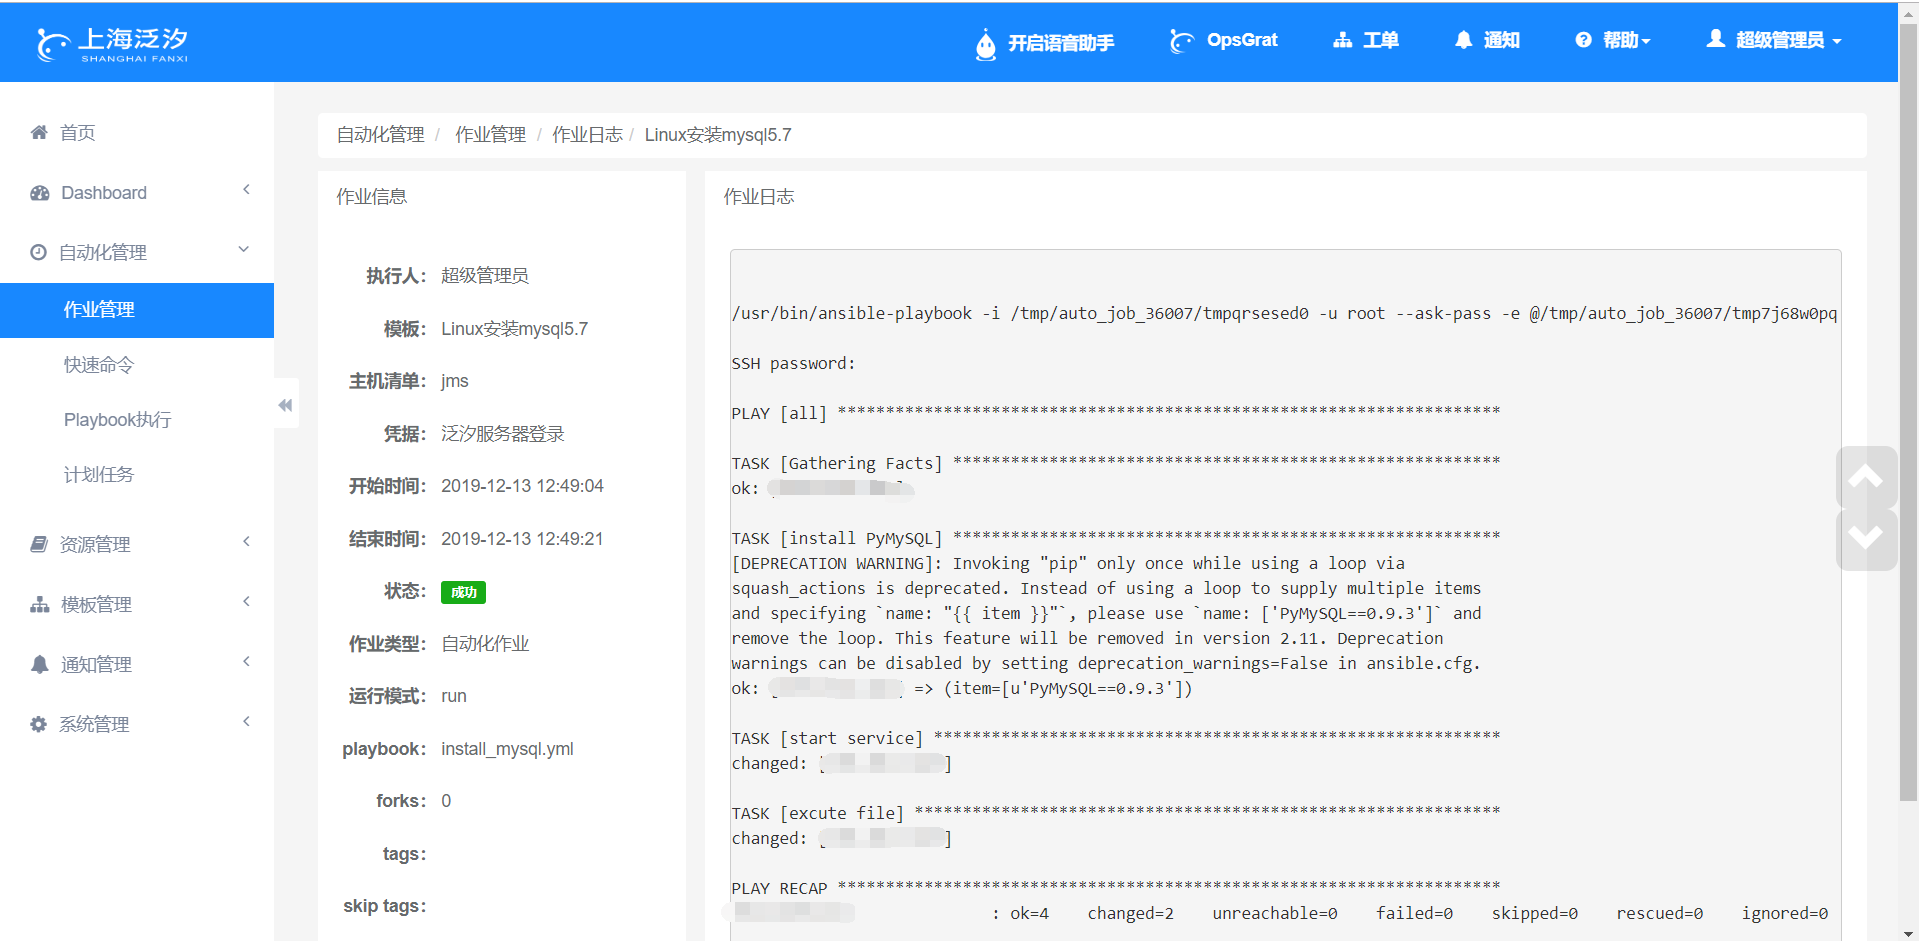 上海泛汐
SHANGHAI FANXI
开启语音助手
OpsGrat
工单
通知
帮助
超级管理员
首页
Dashboard
自动化管理
作业管理
快速命令
Playbook执行
计划任务
资源管理
模板管理
通知管理
系统管理
自动化管理 / 作业管理 / 作业日志 / Linux安装mysql5.7
作业信息
执行人： 超级管理员
模板： Linux安装mysql5.7
主机清单： jms
凭据： 泛汐服务器登录
开始时间： 2019-12-13 12:49:04
结束时间： 2019-12-13 12:49:21
状态： 成功
作业类型： 自动化作业
运行模式： run
playbook： install_mysql.yml
forks： 0
tags：
skip tags：
作业日志
/usr/bin/ansible-playbook -i /tmp/auto_job_36007/tmpqrsesed0 -u root --ask-pass -e @/tmp/auto_job_36007/tmp7j68w0pq
SSH password:
PLAY [all] *********************************************************************
TASK [Gathering Facts] *********************************************************
ok: [ ]
TASK [install PyMySQL] *********************************************************
[DEPRECATION WARNING]: Invoking "pip" only once while using a loop via
squash_actions is deprecated. Instead of using a loop to supply multiple items
and specifying `name: "{{ item }}"`, please use `name: ['PyMySQL==0.9.3']` and
remove the loop. This feature will be removed in version 2.11. Deprecation
warnings can be disabled by setting deprecation_warnings=False in ansible.cfg.
ok: [ ] => (item=[u'PyMySQL==0.9.3'])
TASK [start service] ***********************************************************
changed: [ ]
TASK [excute file] *************************************************************
changed: [ ]
PLAY RECAP *********************************************************************
: ok=4 changed=2 unreachable=0 failed=0 skipped=0 rescued=0 ignored=0